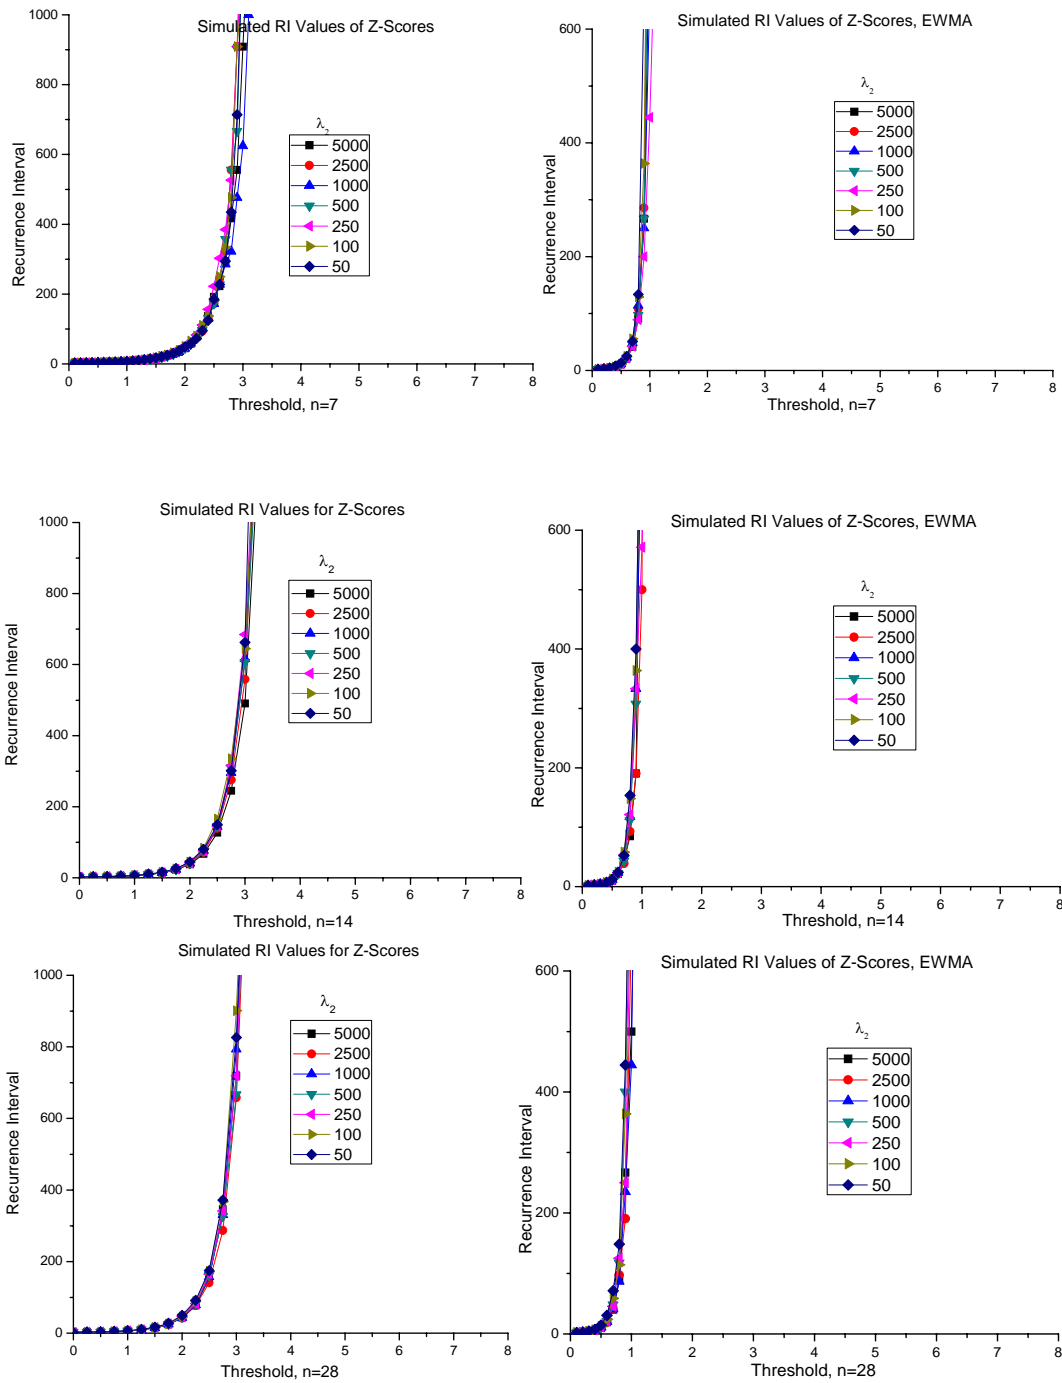 Simulated RI Values of Z-Scores
1000
800
600
400
200
0
Recurrence Interval
λ2
5000
2500
1000
500
250
100
50
0 1 2 3 4 5 6 7 8
Threshold, n=7
Simulated RI Values of Z-Scores, EWMA
600
400
200
0
Recurrence Interval
λ2
5000
2500
1000
500
250
100
50
0 1 2 3 4 5 6 7 8
Threshold, n=7
Simulated RI Values for Z-Scores
1000
800
600
400
200
0
Recurrence Interval
λ2
5000
2500
1000
500
250
100
50
0 1 2 3 4 5 6 7 8
Threshold, n=14
Simulated RI Values of Z-Scores, EWMA
600
400
200
0
Recurrence Interval
λ2
5000
2500
1000
500
250
100
50
0 1 2 3 4 5 6 7 8
Threshold, n=14
Simulated RI Values for Z-Scores
1000
800
600
400
200
0
Recurrence Interval
λ2
5000
2500
1000
500
250
100
50
0 1 2 3 4 5 6 7 8
Threshold, n=28
Simulated RI Values of Z-Scores, EWMA
600
400
200
0
Recurrence Interval
λ2
5000
2500
1000
500
250
100
50
0 1 2 3 4 5 6 7 8
Threshold, n=28